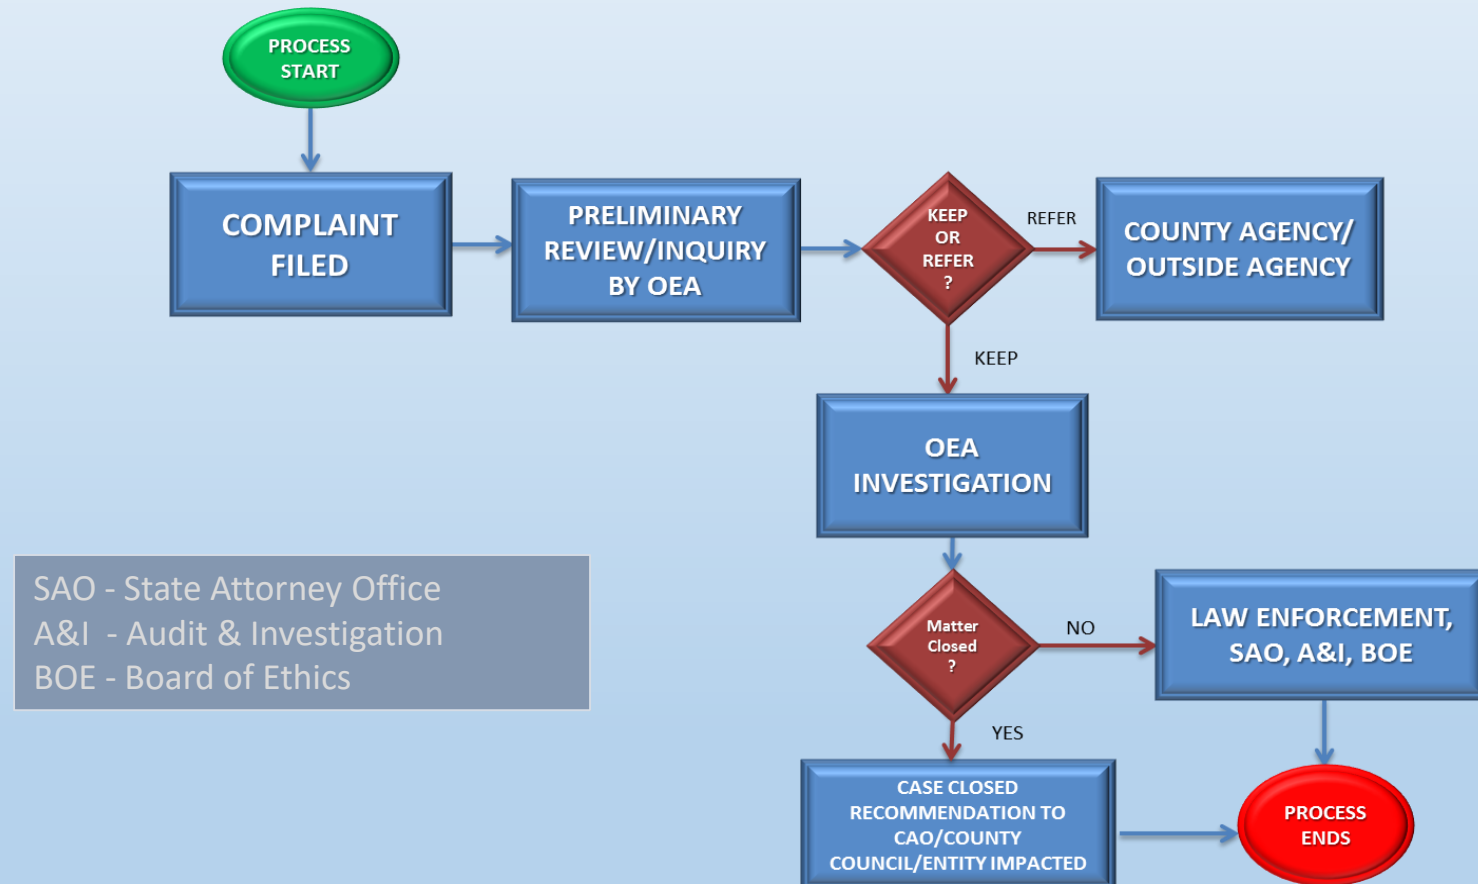 PROCESS
START
COMPLAINT
FILED
PRELIMINARY
REVIEW/INQUIRY
BY OEA
KEEP
OR
REFER
?
REFER
COUNTY AGENCY/
OUTSIDE AGENCY
KEEP
OEA
INVESTIGATION
SAO - State Attorney Office
A&I - Audit & Investigation
BOE - Board of Ethics
Matter
Closed
?
NO
LAW ENFORCEMENT,
SAO, A&I, BOE
YES
CASE CLOSED
RECOMMENDATION TO
CAO/COUNTY
COUNCIL/ENTITY IMPACTED
PROCESS
ENDS